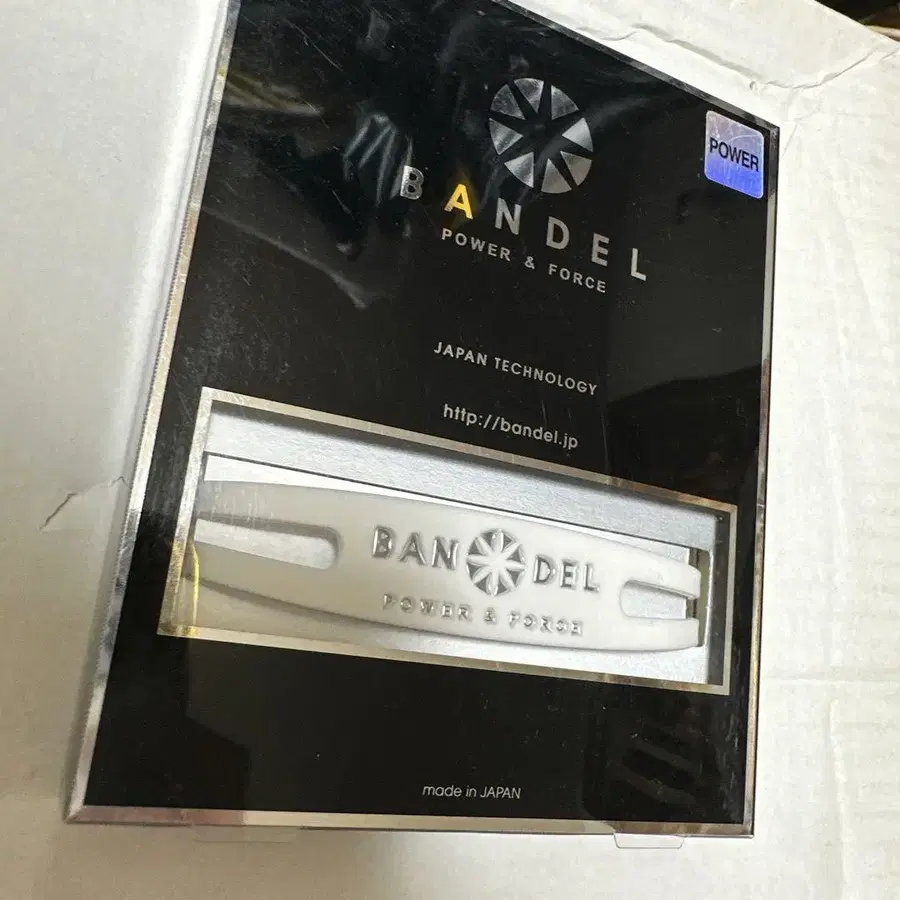 POWER
BANDEL
POWER & FORCE
JAPAN TECHNOLOGY
http://bandel.jp
BAN DEL
POWER & FORCE
made in JAPAN